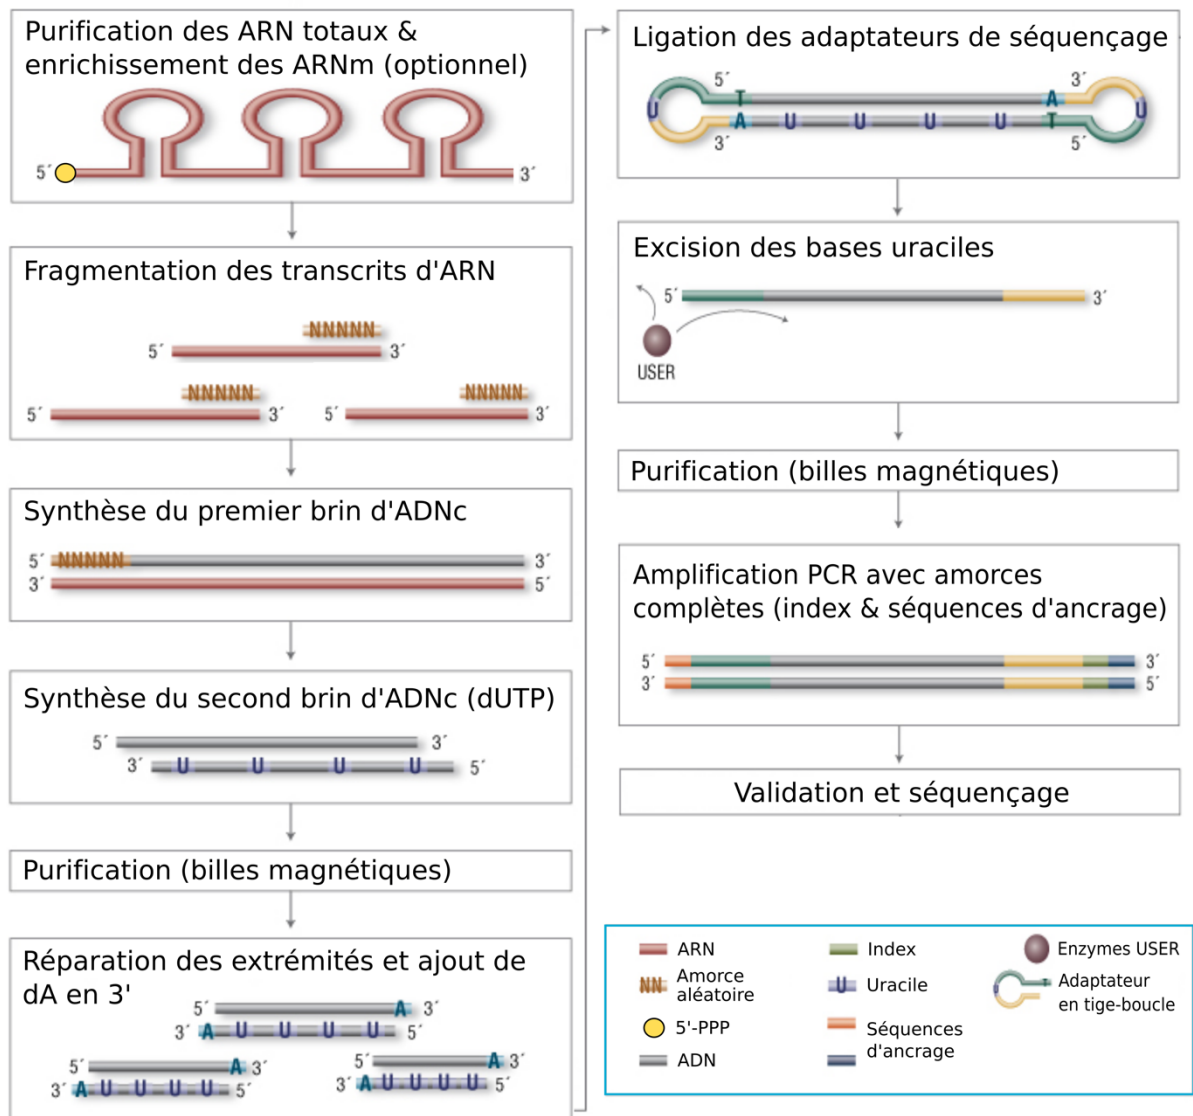 Purification des ARN totaux &
enrichissement des ARNm (optionnel)
5´ 3´
Fragmentation des transcrits d'ARN
NNNNN
5´ 3´
NNNNN NNNNN
5´ 3´ 5´ 3´
Synthèse du premier brin d'ADNc
5´ NNNNN 3´
3´ 5´
Synthèse du second brin d'ADNc (dUTP)
5´ 3´
3´ U U U U 5´
Purification (billes magnétiques)
Réparation des extrémités et ajout de
dA en 3'
5´ A 3´
3´ A U U U U 5´
5´ A 3´
3´ A U U U U 5´
5´ A 3´
3´ A U U U U 5´
Ligation des adaptateurs de séquençage
5´ 3´
T A
U U
A U U U U T
3´ 5´
Excision des bases uraciles
5´ 3´
USER
Purification (billes magnétiques)
Amplification PCR avec amorces
complètes (index & séquences d'ancrage)
5´ 3´
3´ 5´
Validation et séquençage
ARN
NN Amorce
aléatoire
5'-PPP
ADN
Index
U Uracile
Séquences
d'ancrage
Enzymes USER
U T Adaptateur
en tige-boucle